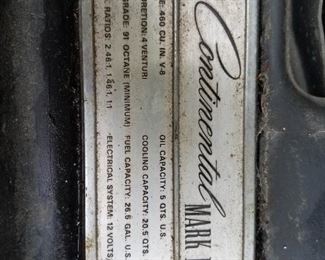 Continental MARK
460 CU. IN. V-8 OIL CAPACITY: 5 QTS. U.S.
4 VENTURI COOLING CAPACITY: 20.5 QTS.
GRADE: 91 OCTANE (MINIMUM) FUEL CAPACITY: 26.5 GAL. U.S.
RATIOS: 2.46:1, 1.46:1, 1:1 ELECTRICAL SYSTEM: 12 VOLTS